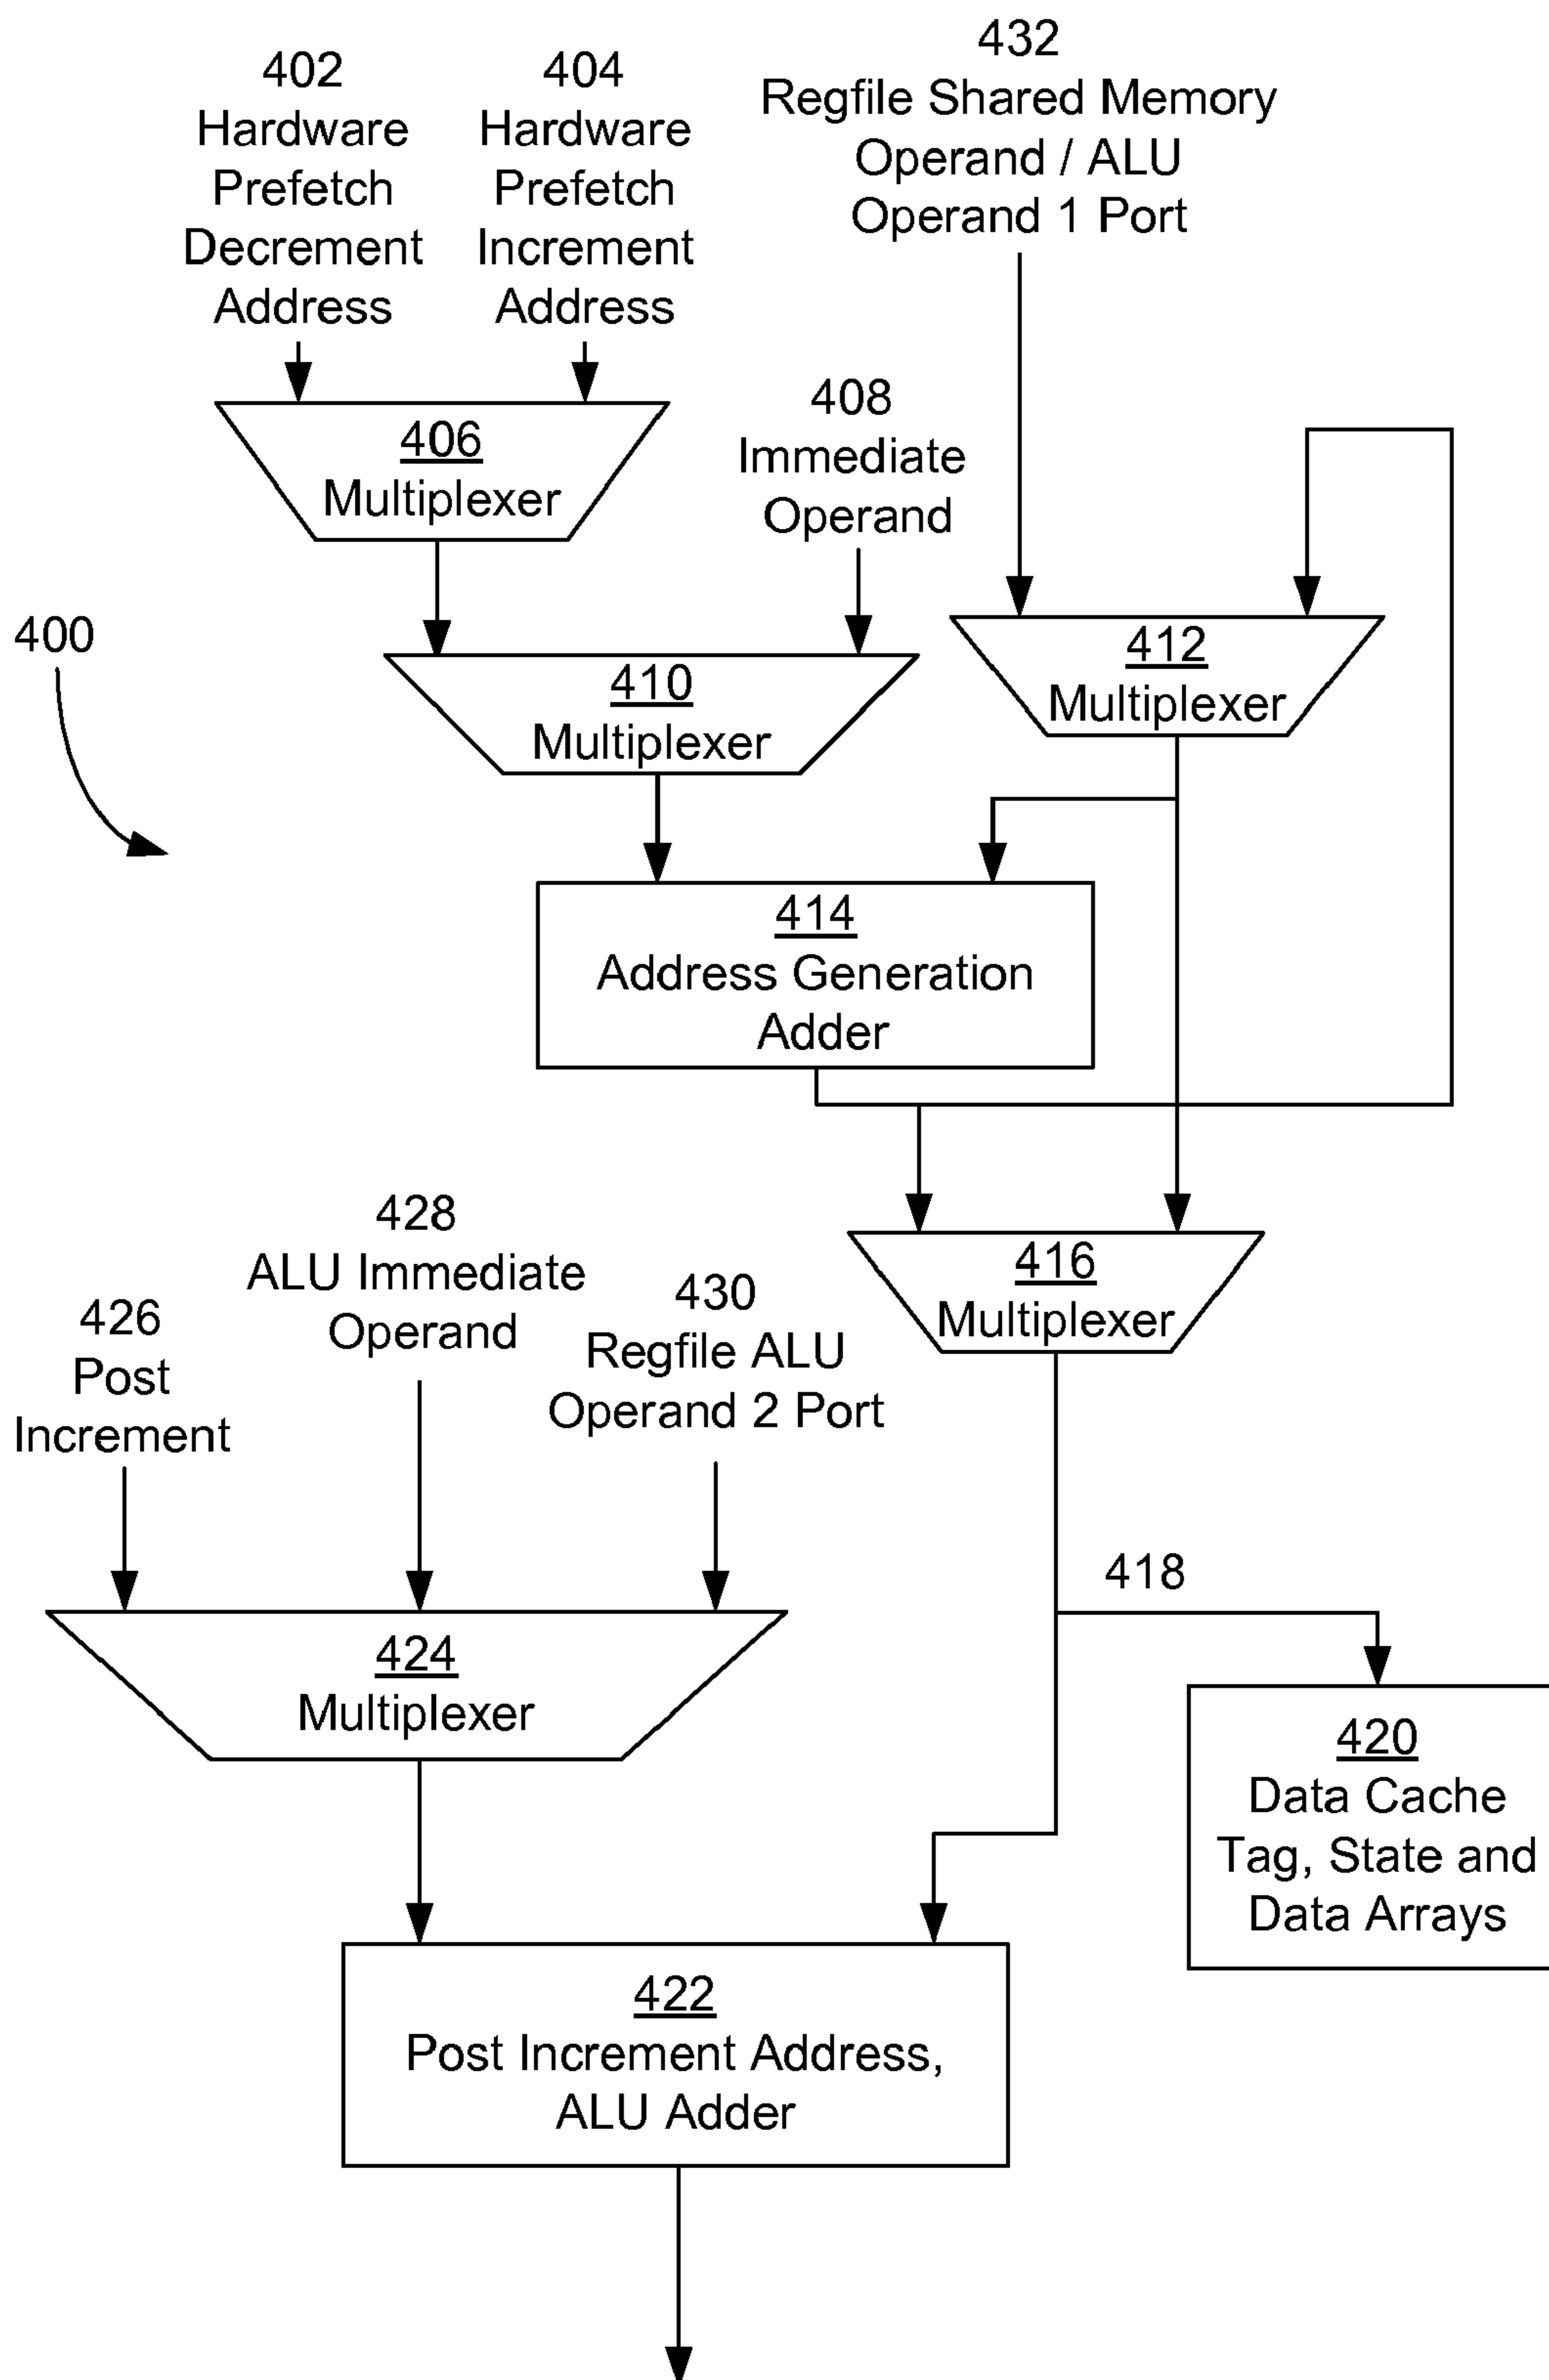 432
Regfile Shared Memory
Operand / ALU
Operand 1 Port
402
Hardware
Prefetch
Decrement
Address
404
Hardware
Prefetch
Increment
Address
408
Immediate
Operand
406
Multiplexer
400
412
Multiplexer
410
Multiplexer
414
Address Generation
Adder
428
ALU Immediate
Operand
430
Regfile ALU
Operand 2 Port
426
Post
Increment
416
Multiplexer
418
424
Multiplexer
420
Data Cache
Tag, State and
Data Arrays
422
Post Increment Address,
ALU Adder